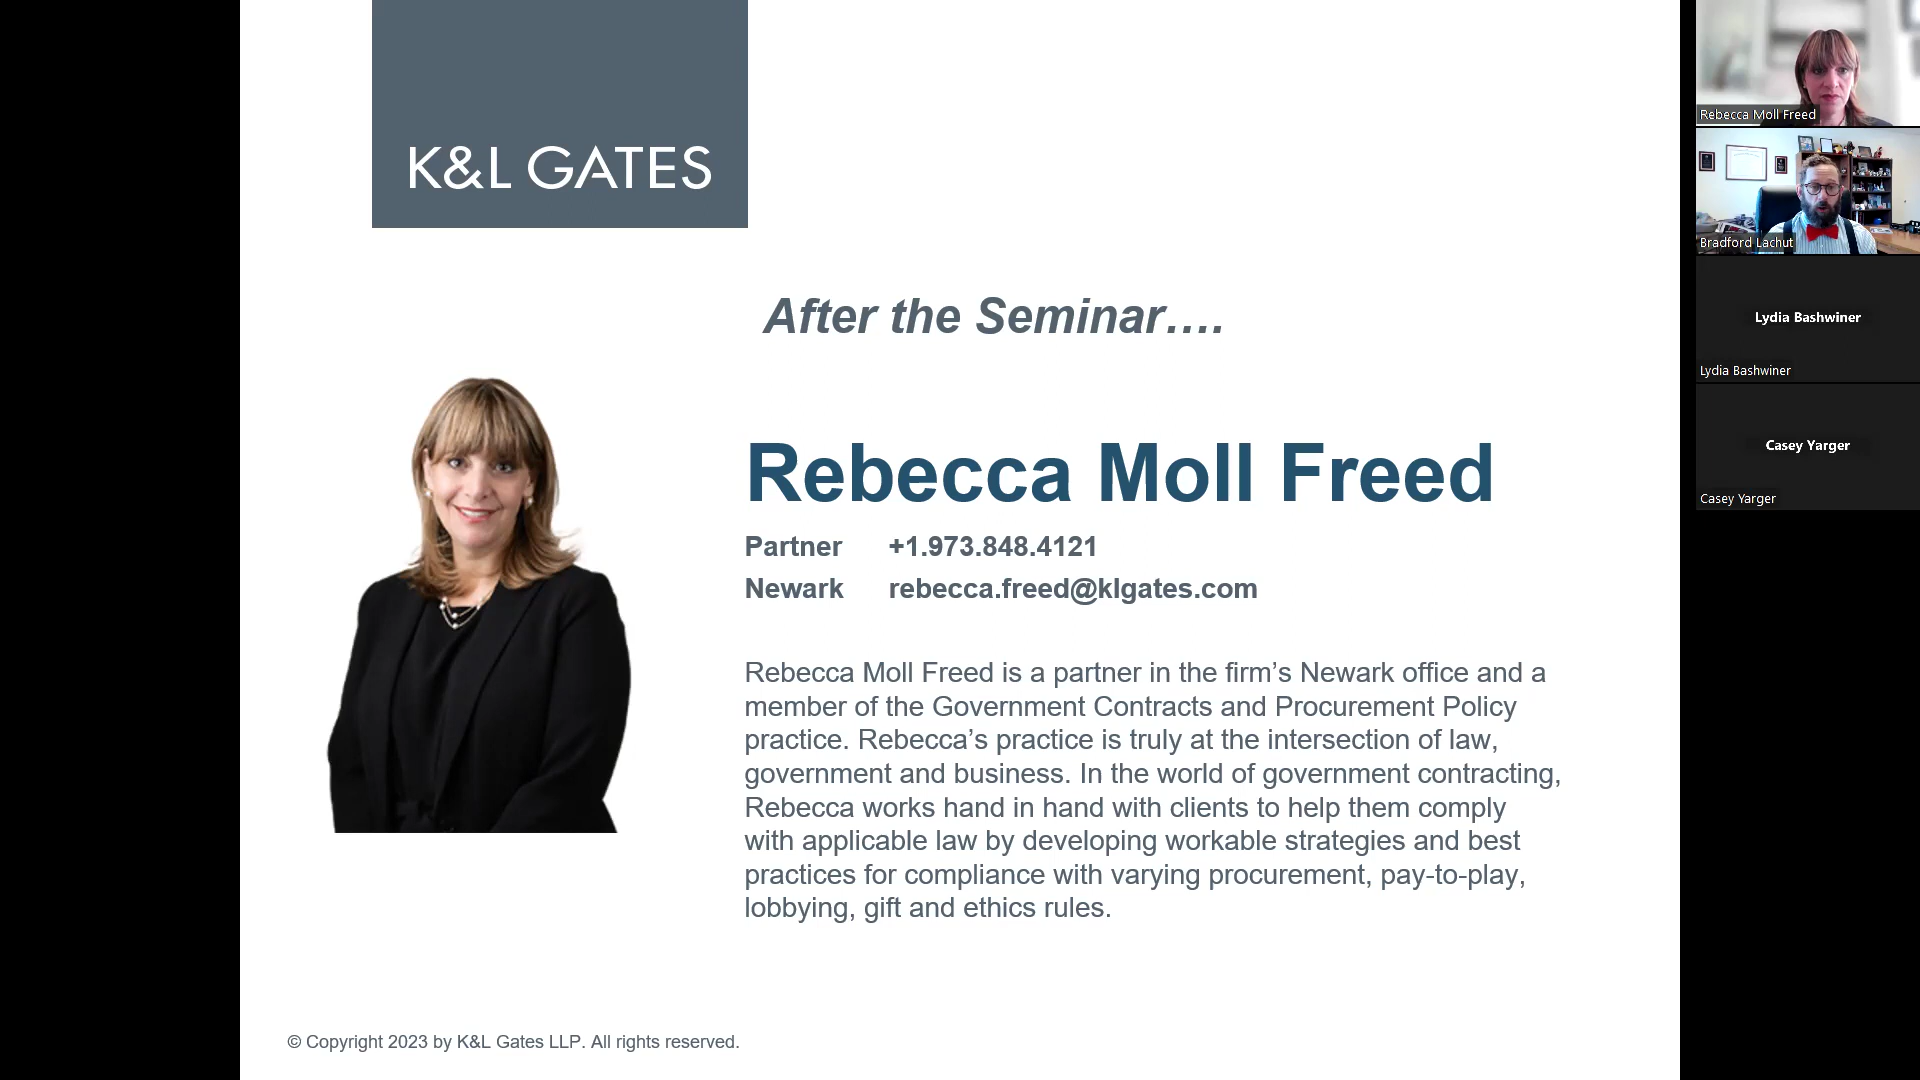 K&L GATES
After the Seminar….
Rebecca Moll Freed
Partner +1.973.848.4121
Newark rebecca.freed@klgates.com
Rebecca Moll Freed is a partner in the firm’s Newark office and a
member of the Government Contracts and Procurement Policy
practice. Rebecca’s practice is truly at the intersection of law,
government and business. In the world of government contracting,
Rebecca works hand in hand with clients to help them comply
with applicable law by developing workable strategies and best
practices for compliance with varying procurement, pay-to-play,
lobbying, gift and ethics rules.
© Copyright 2023 by K&L Gates LLP. All rights reserved.
Rebecca Moll Freed
Bradford Lachut
Lydia Bashwiner
Lydia Bashwiner
Casey Yarger
Casey Yarger